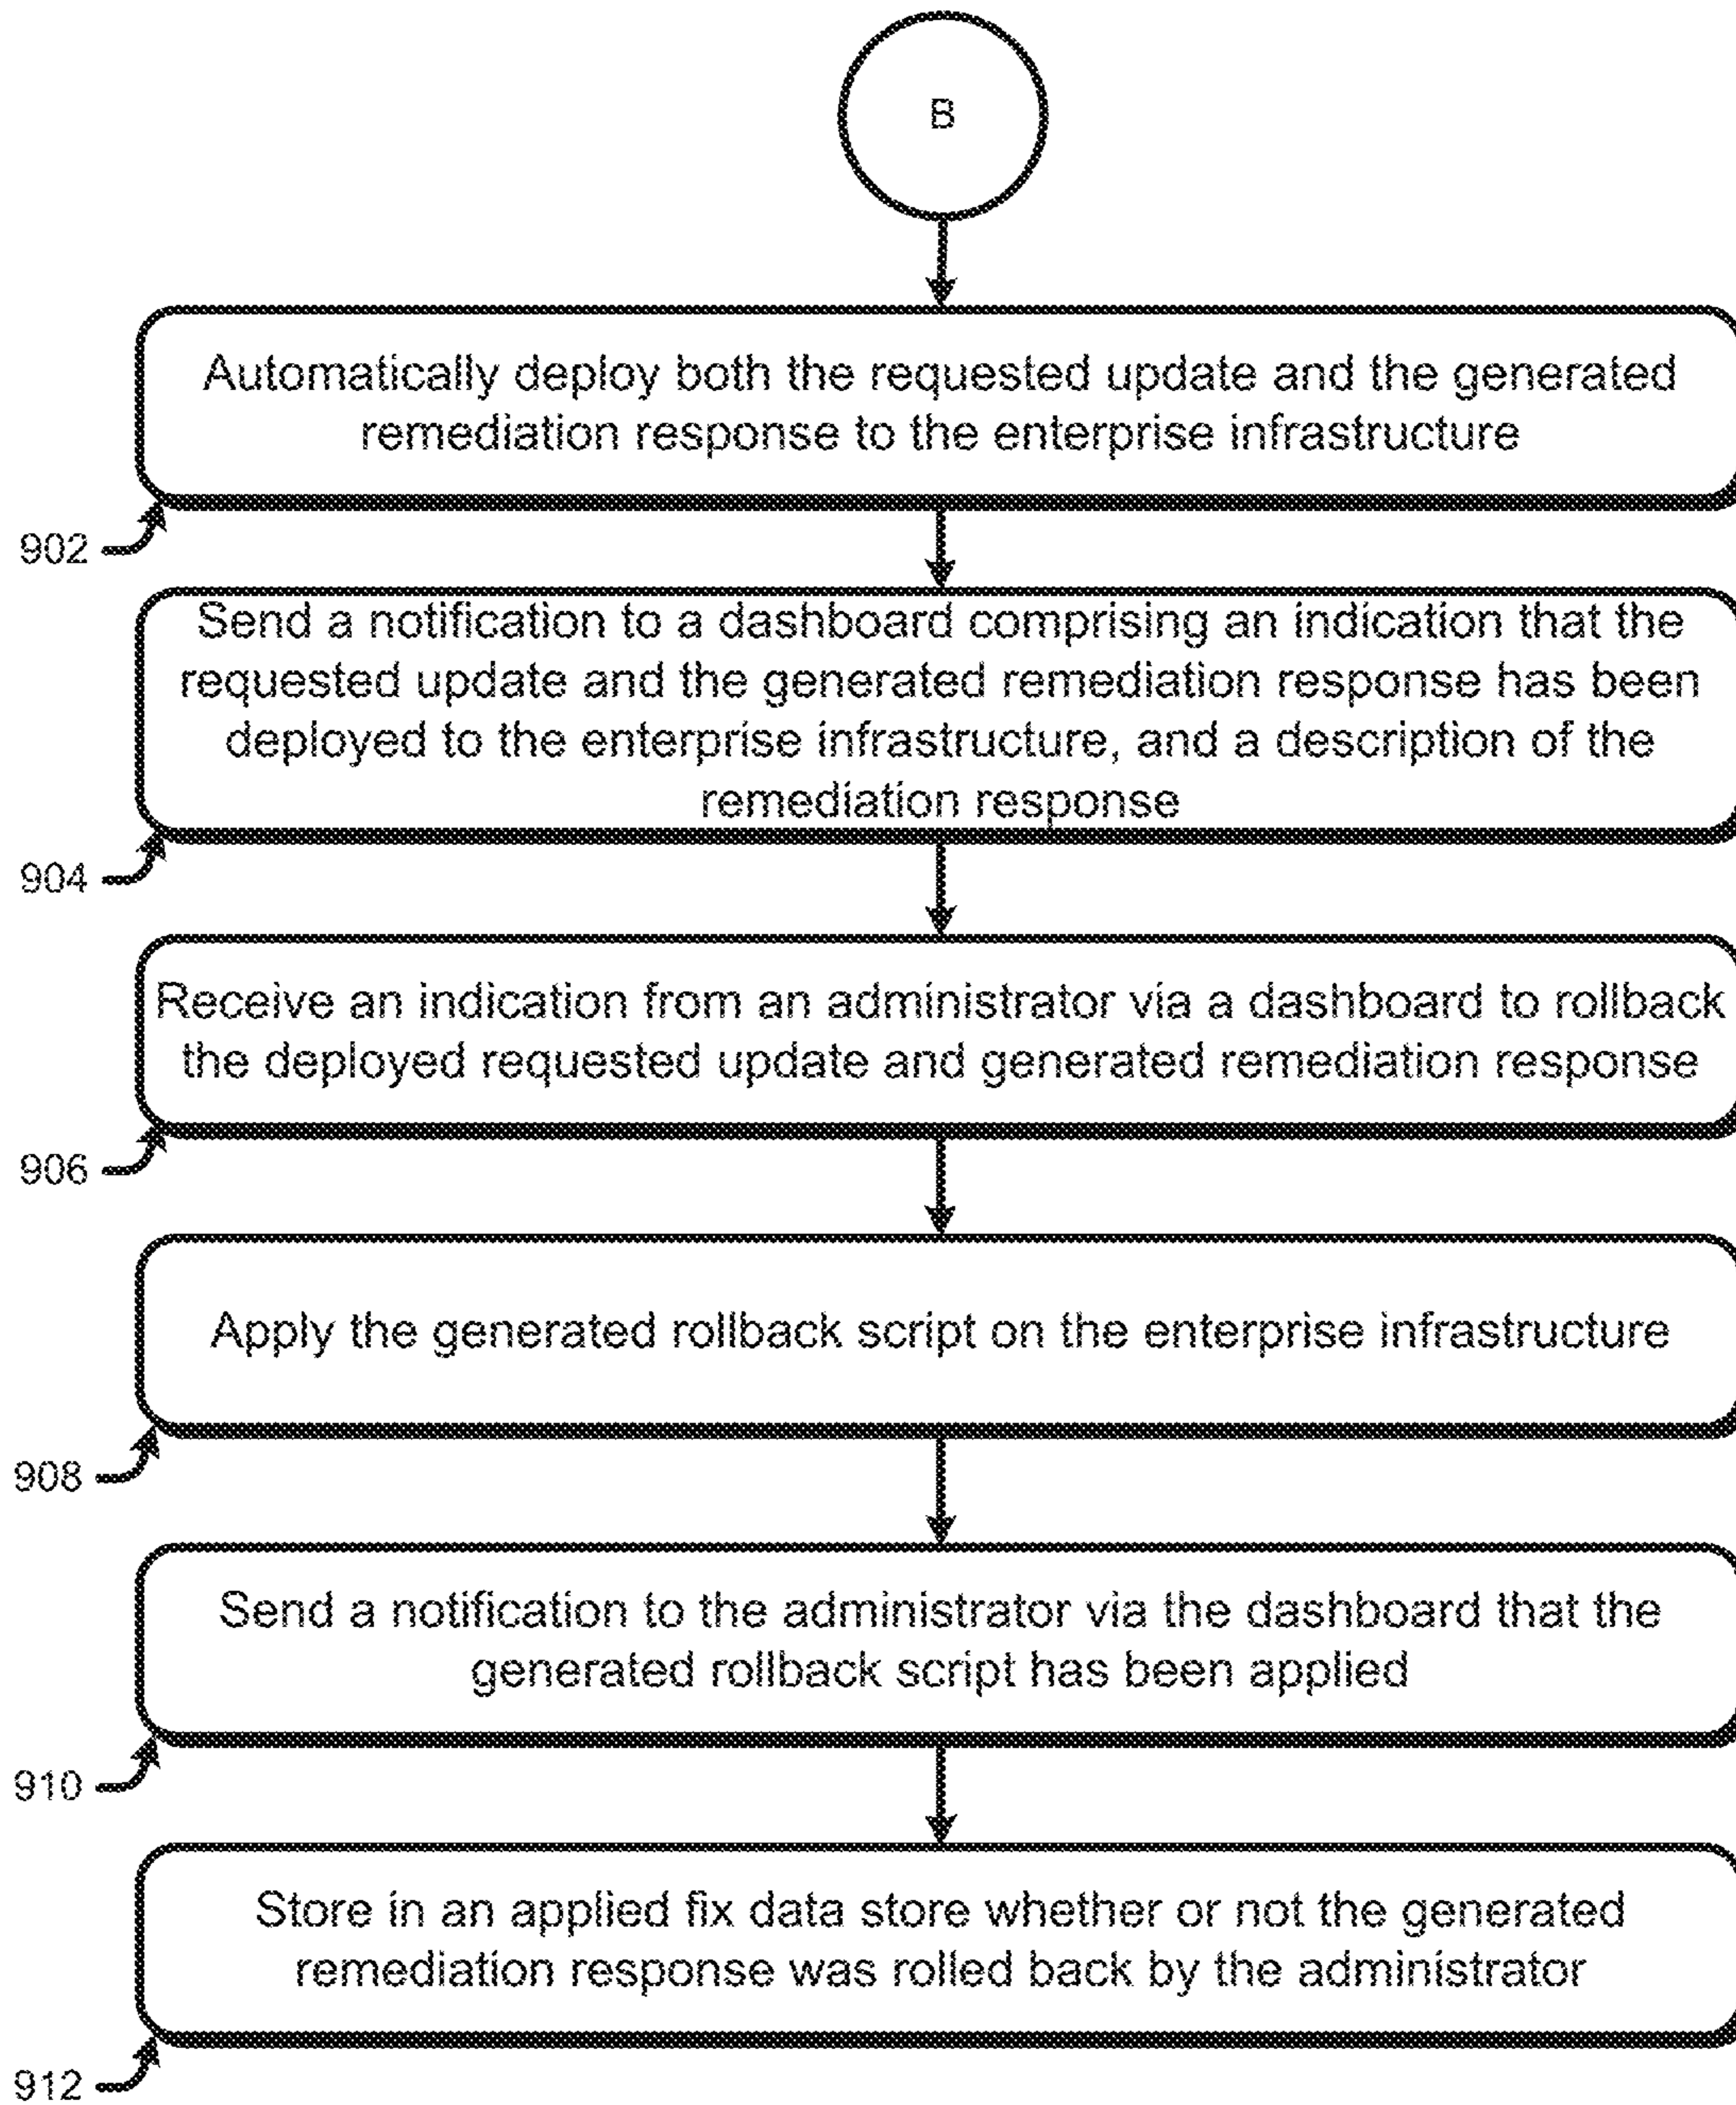 B
Automatically deploy both the requested update and the generated
remediation response to the enterprise infrastructure
902
Send a notification to a dashboard comprising an indication that the
requested update and the generated remediation response has been
deployed to the enterprise infrastructure, and a description of the
remediation response
904
Receive an indication from an administrator via a dashboard to rollback
the deployed requested update and generated remediation response
906
Apply the generated rollback script on the enterprise infrastructure
908
Send a notification to the administrator via the dashboard that the
generated rollback script has been applied
910
Store in an applied fix data store whether or not the generated
remediation response was rolled back by the administrator
912